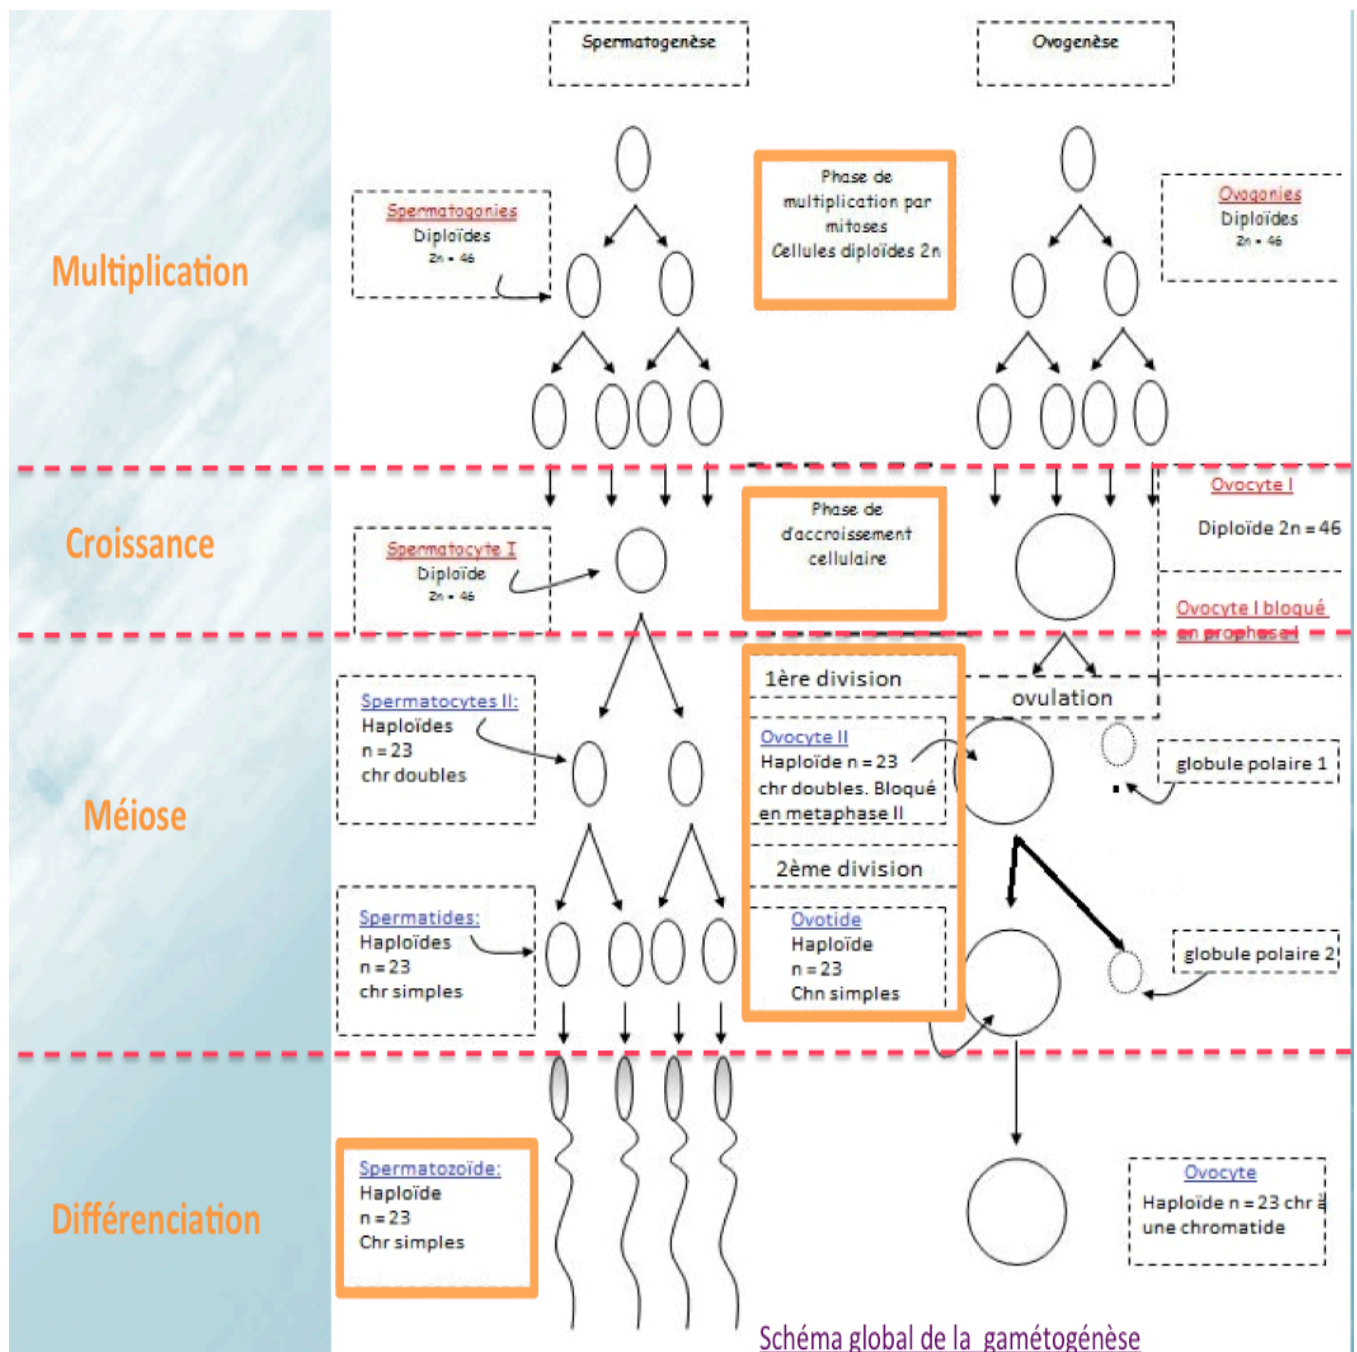 Spermatogenèse
Ovogenèse
Multiplication
Spermatogonies
Diploïdes
2n = 46
Phase de
multiplication par
mitoses
Cellules diploïdes 2n
Ovogonies
Diploïdes
2n = 46
Croissance
Spermatocyte I
Diploïde
2n = 46
Phase de
d'accroissement
cellulaire
Ovocyte I
Diploïde 2n = 46
Ovocyte I bloqué
en prophase I
Méiose
Spermatocytes II:
Haploïdes
n = 23
chr doubles
1ère division
ovulation
Ovocyte II
Haploïde n = 23
chr doubles. Bloqué
en metaphase II
globule polaire 1
2ème division
Spermatides:
Haploïdes
n = 23
chr simples
Ovotide
Haploïde
n = 23
Chn simples
globule polaire 2
Différenciation
Spermatozoïde:
Haploïde
n = 23
Chr simples
Ovocyte
Haploïde n = 23 chr à
une chromatide
Schéma global de la gamétogénèse